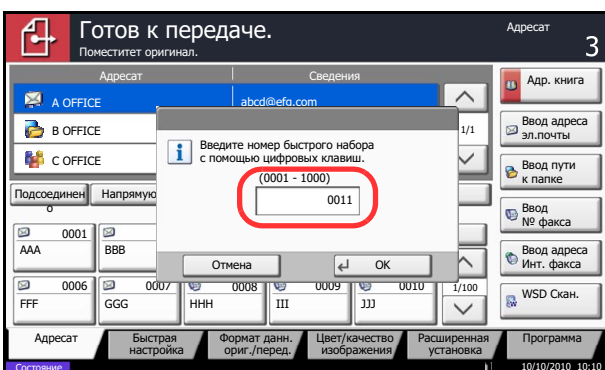 Готов к передаче.
Поместитет оригинал.
Адресат
3
Адресат
Сведения
A OFFICE
abcd@efg.com
B OFFICE
C OFFICE
1/1
Введите номер быстрого набора
с помощью цифровых клавиш.
(0001 - 1000)
0011
Отмена
OK
Подсоединен
о
Напрямую
0001
AAA
BBB
0006
FFF
0007
GGG
0008
HHH
0009
III
0010
JJJ
1/100
Адр. книга
Ввод адреса
эл.почты
Ввод пути
к папке
Ввод
№ факса
Ввод адреса
Инт. факса
WSD Скан.
Адресат
Быстрая
настройка
Формат данн.
ориг./перед.
Цвет/качество
изображения
Расширенная
установка
Программа
Состояние
10/10/2010 10:10